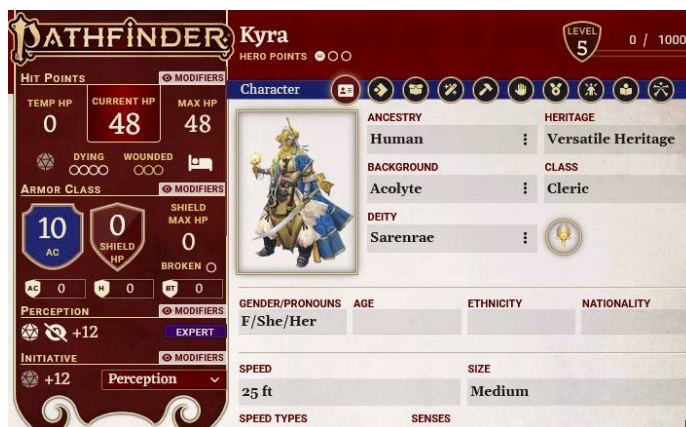 PATHFINDER
Kyra
HERO POINTS
LEVEL
5
0 / 1000
HIT POINTS
MODIFIERS
TEMP HP
CURRENT HP
MAX HP
0
48
48
DYING
WOUNDED
ARMOR CLASS
MODIFIERS
10
AC
0
SHIELD
HP
SHIELD
MAX HP
0
BROKEN
AC 0
H 0
BT 0
PERCEPTION
MODIFIERS
+12
EXPERT
INITIATIVE
MODIFIERS
+12
Perception
Character
ANCESTRY
Human
HERITAGE
Versatile Heritage
BACKGROUND
Acolyte
CLASS
Cleric
DEITY
Sarenrae
GENDER/PRONOUNS
AGE
ETHNICITY
NATIONALITY
F/She/Her
SPEED
SIZE
25 ft
Medium
SPEED TYPES
SENSES